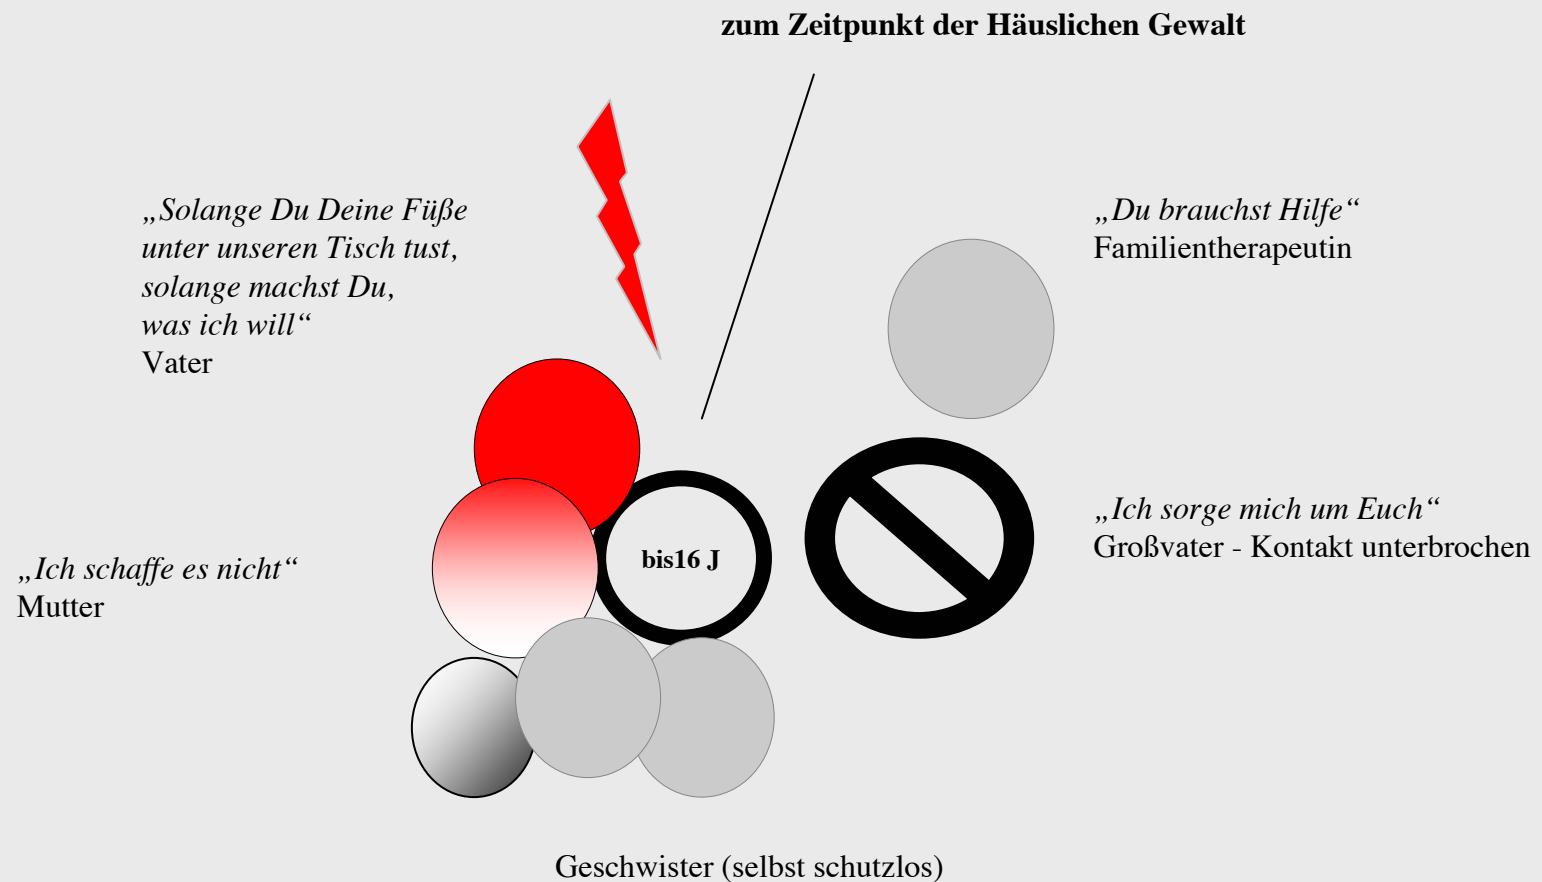 zum Zeitpunkt der Häuslichen Gewalt
„Solange Du Deine Füße
unter unseren Tisch tust,
solange machst Du,
was ich will“
Vater
„Du brauchst Hilfe“
Familientherapeutin
„Ich schaffe es nicht“
Mutter
bis16 J
„Ich sorge mich um Euch“
Großvater - Kontakt unterbrochen
Geschwister (selbst schutzlos)